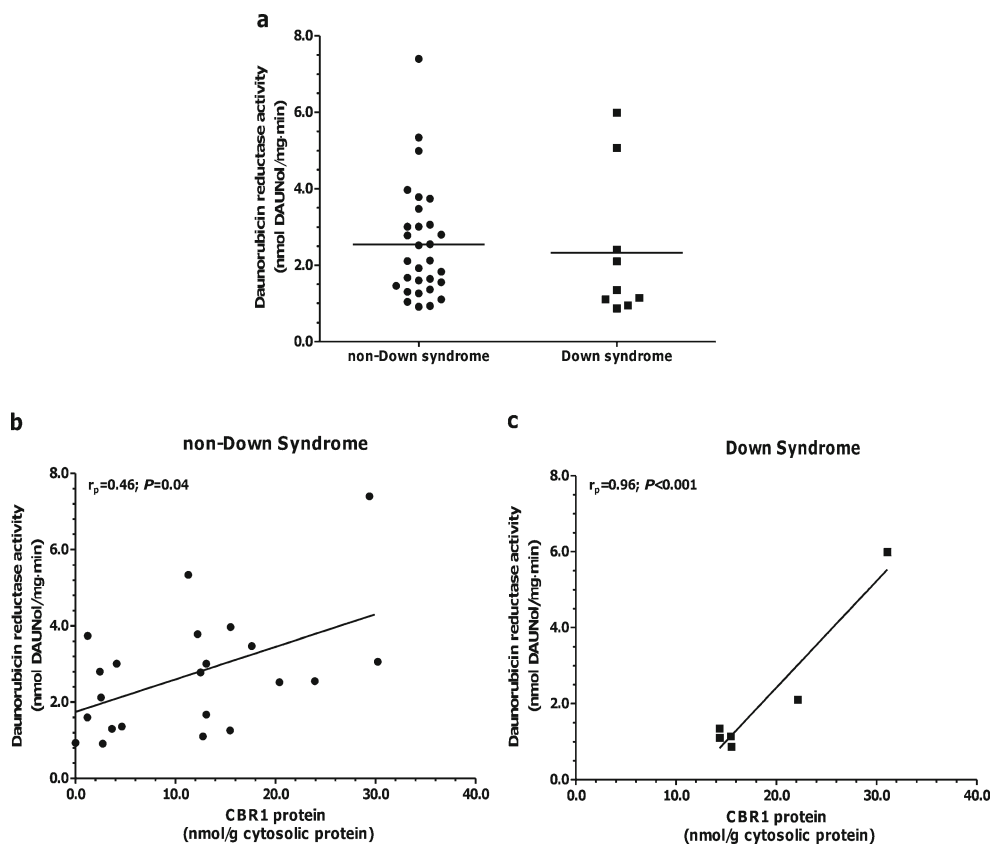 a
Daunorubicin reductase activity
(nmol DAUNol/mg·min)
8.0
6.0
4.0
2.0
0.0
non-Down syndrome
Down syndrome
b
non-Down Syndrome
r_p=0.46; P=0.04
Daunorubicin reductase activity
(nmol DAUNol/mg·min)
8.0
6.0
4.0
2.0
0.0
0.0 10.0 20.0 30.0 40.0
CBR1 protein
(nmol/g cytosolic protein)
c
Down Syndrome
r_p=0.96; P<0.001
Daunorubicin reductase activity
(nmol DAUNol/mg·min)
8.0
6.0
4.0
2.0
0.0
0.0 10.0 20.0 30.0 40.0
CBR1 protein
(nmol/g cytosolic protein)